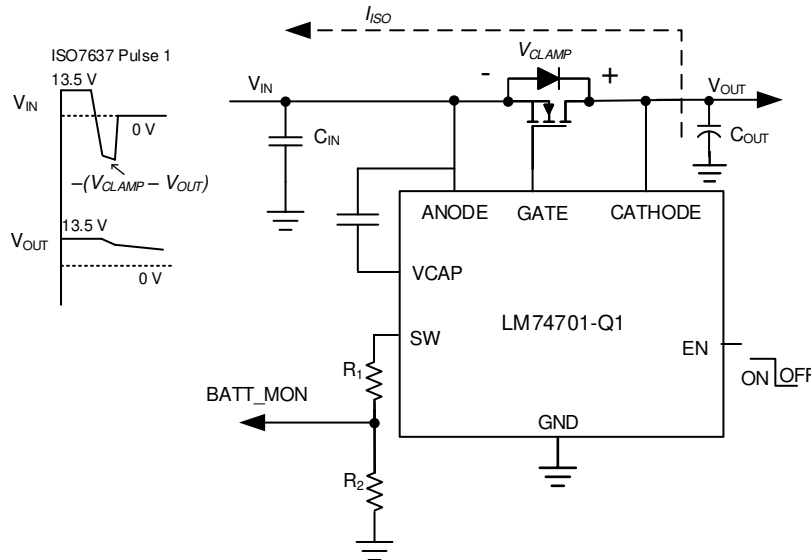 I_ISO
ISO7637 Pulse 1
13.5 V
V_IN
0 V
–(V_CLAMP – V_OUT)
V_OUT
13.5 V
0 V
V_IN
V_CLAMP
-
+
V_OUT
C_IN
C_OUT
ANODE
GATE
CATHODE
VCAP
LM74701-Q1
SW
EN
ON
OFF
R_1
BATT_MON
GND
R_2